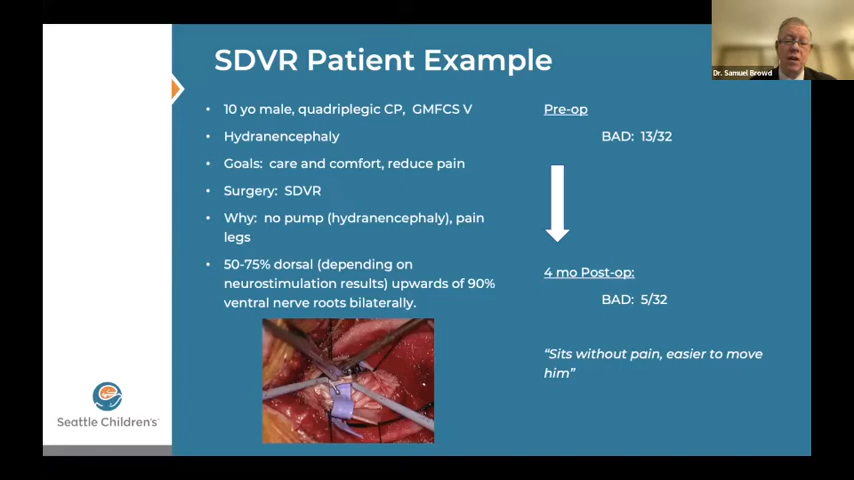 Dr. Samuel Browd
SDVR Patient Example
10 yo male, quadriplegic CP, GMFCS V
Hydranencephaly
Goals: care and comfort, reduce pain
Surgery: SDVR
Why: no pump (hydranencephaly), pain
legs
50-75% dorsal (depending on
neurostimulation results) upwards of 90%
ventral nerve roots bilaterally.
Pre-op
BAD: 13/32
4 mo Post-op:
BAD: 5/32
“Sits without pain, easier to move
him”
Seattle Children's